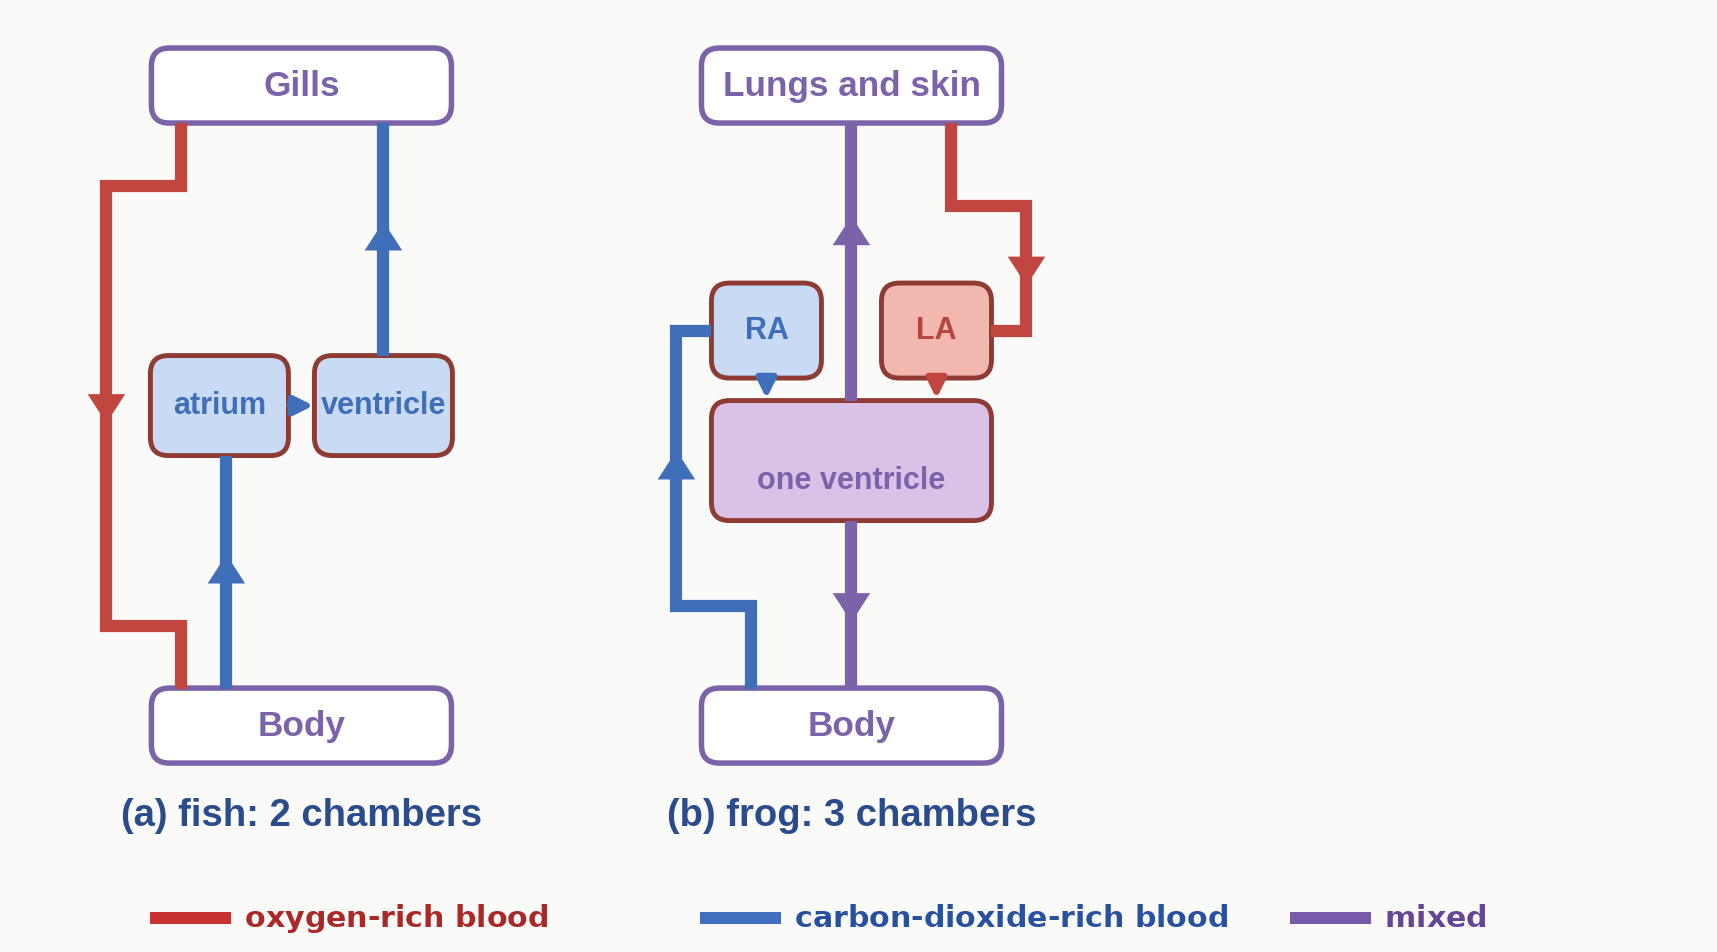 Gills
atrium
ventricle
Body
(a) fish: 2 chambers
Lungs and skin
RA
LA
one ventricle
Body
(b) frog: 3 chambers
oxygen-rich blood
carbon-dioxide-rich blood
mixed